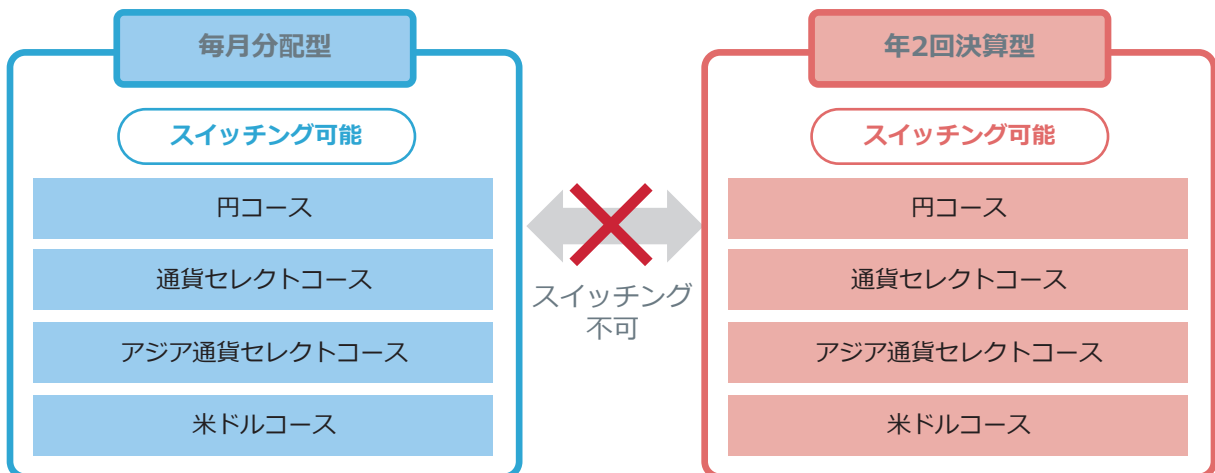 毎月分配型
スイッチング可能
円コース
通貨セレクトコース
アジア通貨セレクトコース
米ドルコース
スイッチング
不可
年2回決算型
スイッチング可能
円コース
通貨セレクトコース
アジア通貨セレクトコース
米ドルコース